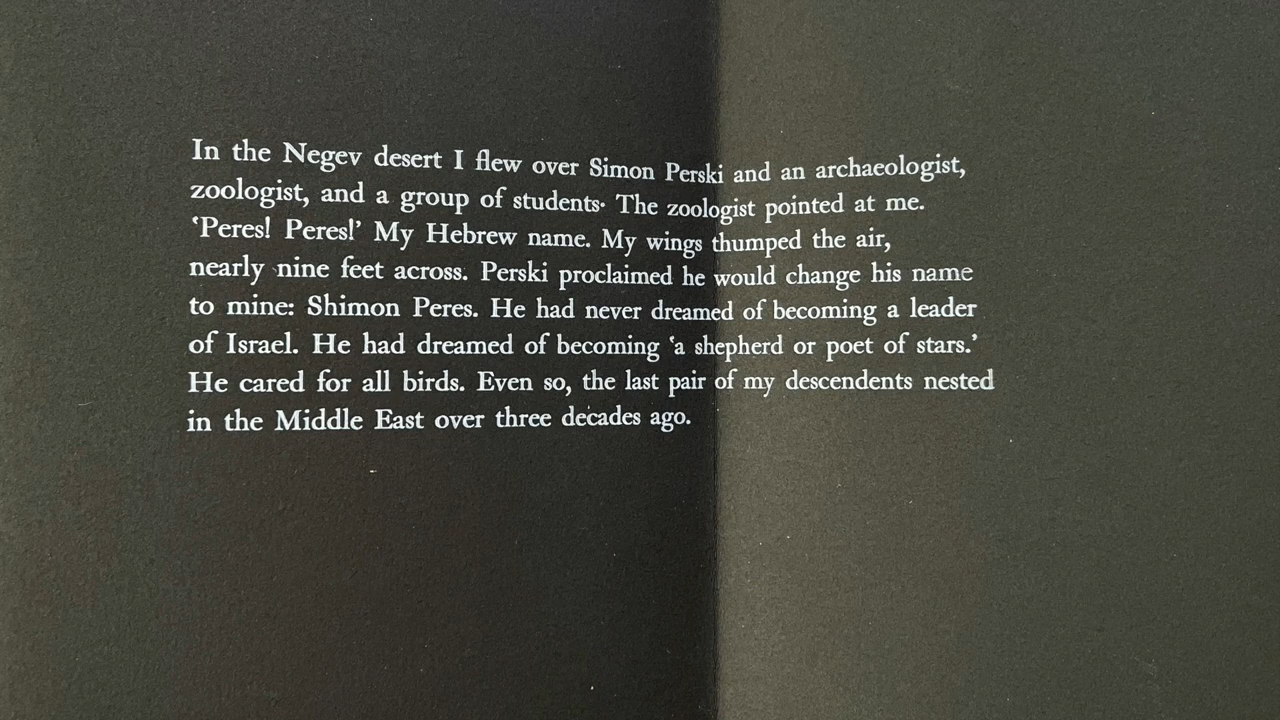 In the Negev desert I flew over Simon Perski and an archaeologist,
zoologist, and a group of students· The zoologist pointed at me.
‘Peres! Peres!’ My Hebrew name. My wings thumped the air,
nearly nine feet across. Perski proclaimed he would change his name
to mine: Shimon Peres. He had never dreamed of becoming a leader
of Israel. He had dreamed of becoming ‘a shepherd or poet of stars.’
He cared for all birds. Even so, the last pair of my descendents nested
in the Middle East over three decades ago.